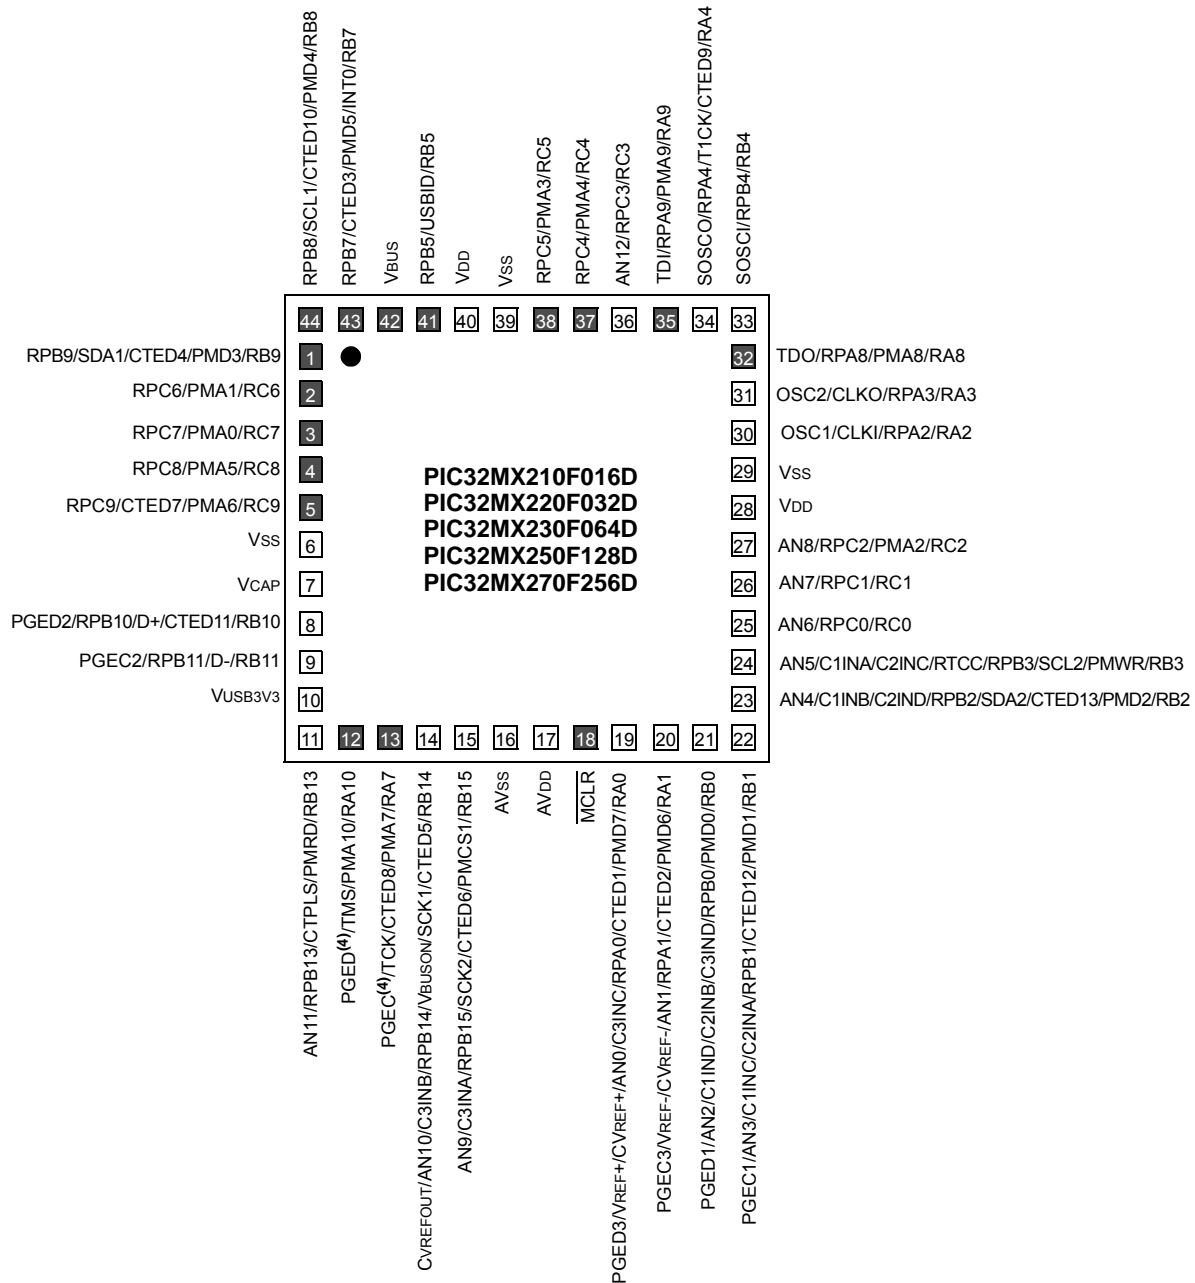 RPB8/SCL1/CTED10/PMD4/RB8
RPB7/CTED3/PMD5/INT0/RB7
VBUS
RPB5/USBID/RB5
VDD
VSS
RPC5/PMA3/RC5
RPC4/PMA4/RC4
AN12/RPC3/RC3
TDI/RPA9/PMA9/RA9
SOSCO/RPA4/T1CK/CTED9/RA4
SOSCI/RPB4/RB4
44 43 42 41 40 39 38 37 36 35 34 33
RPB9/SDA1/CTED4/PMD3/RB9 1
RPC6/PMA1/RC6 2
RPC7/PMA0/RC7 3
RPC8/PMA5/RC8 4
RPC9/CTED7/PMA6/RC9 5
VSS 6
VCAP 7
PGED2/RPB10/D+/CTED11/RB10 8
PGEC2/RPB11/D-/RB11 9
VUSB3V3 10
PIC32MX210F016D
PIC32MX220F032D
PIC32MX230F064D
PIC32MX250F128D
PIC32MX270F256D
32 TDO/RPA8/PMA8/RA8
31 OSC2/CLKO/RPA3/RA3
30 OSC1/CLKI/RPA2/RA2
29 VSS
28 VDD
27 AN8/RPC2/PMA2/RC2
26 AN7/RPC1/RC1
25 AN6/RPC0/RC0
24 AN5/C1INA/C2INC/RTCC/RPB3/SCL2/PMWR/RB3
23 AN4/C1INB/C2IND/RPB2/SDA2/CTED13/PMD2/RB2
11 12 13 14 15 16 17 18 19 20 21 22
AN11/RPB13/CTPLS/PMRD/RB13
PGED(4)/TMS/PMA10/RA10
PGEC(4)/TCK/CTED8/PMA7/RA7
CVREFOUT/AN10/C3INB/RPB14/VBUSON/SCK1/CTED5/RB14
AN9/C3INA/RPB15/SCK2/CTED6/PMCS1/RB15
AVSS
AVDD
MCLR
PGED3/VREF+/CVREF+/AN0/C3INC/RPA0/CTED1/PMD7/RA0
PGEC3/VREF-/CVREF-/AN1/RPA1/CTED2/PMD6/RA1
PGED1/AN2/C1IND/C2INB/C3IND/RPB0/PMD0/RB0
PGEC1/AN3/C1INC/C2INA/RPB1/CTED12/PMD1/RB1